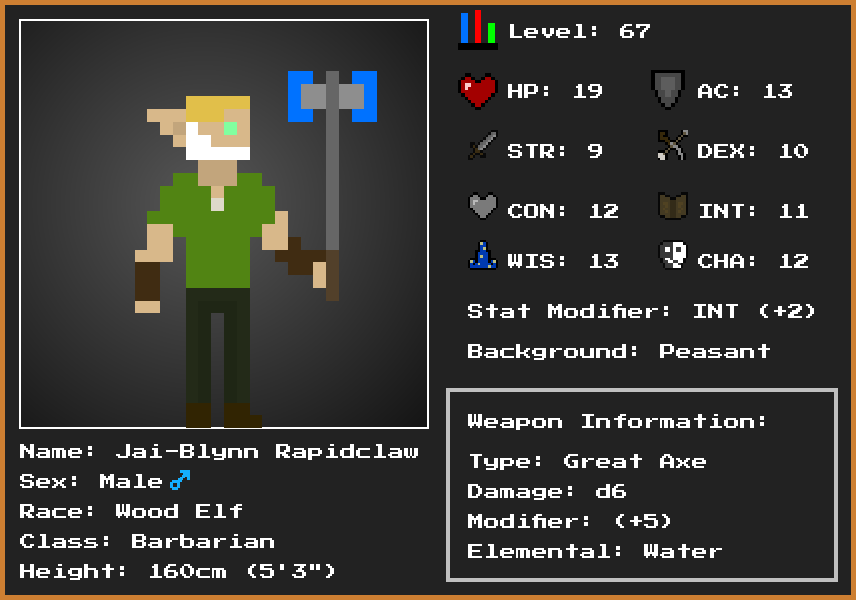 Level: 67
HP: 19
AC: 13
STR: 9
DEX: 10
CON: 12
INT: 11
WIS: 13
CHA: 12
Stat Modifier: INT (+2)
Background: Peasant
Weapon Information:
Type: Great Axe
Damage: d6
Modifier: (+5)
Elemental: Water
Name: Jai-Blynn Rapidclaw
Sex: Male♂
Race: Wood Elf
Class: Barbarian
Height: 160cm (5'3")